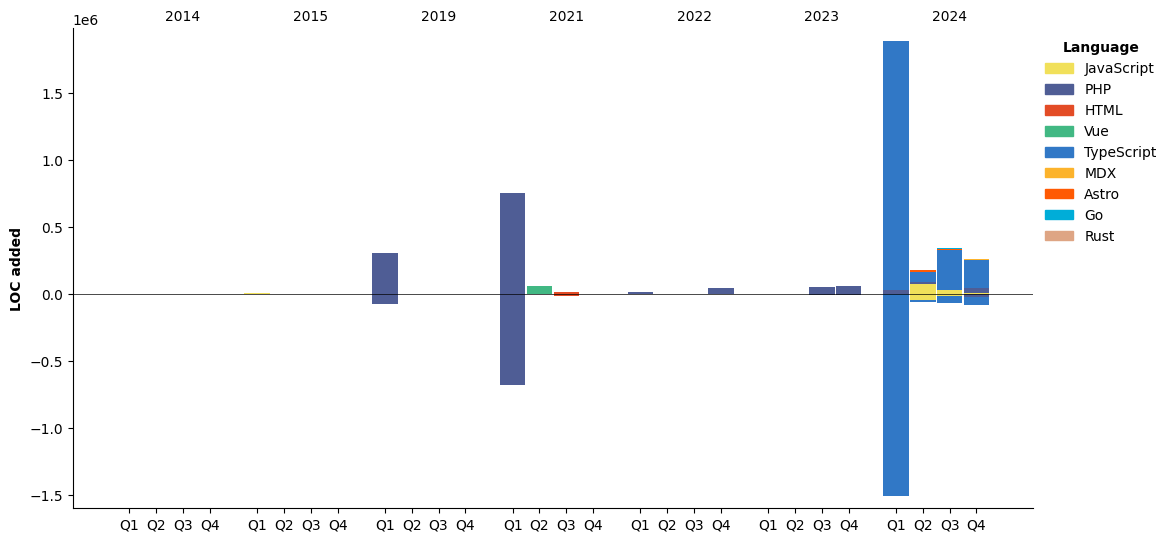 1e6
2014 2015 2019 2021 2022 2023 2024
Language
JavaScript
PHP
HTML
Vue
TypeScript
MDX
Astro
Go
Rust
LOC added
1.5
1.0
0.5
0.0
−0.5
−1.0
−1.5
Q1 Q2 Q3 Q4 Q1 Q2 Q3 Q4 Q1 Q2 Q3 Q4 Q1 Q2 Q3 Q4 Q1 Q2 Q3 Q4 Q1 Q2 Q3 Q4 Q1 Q2 Q3 Q4